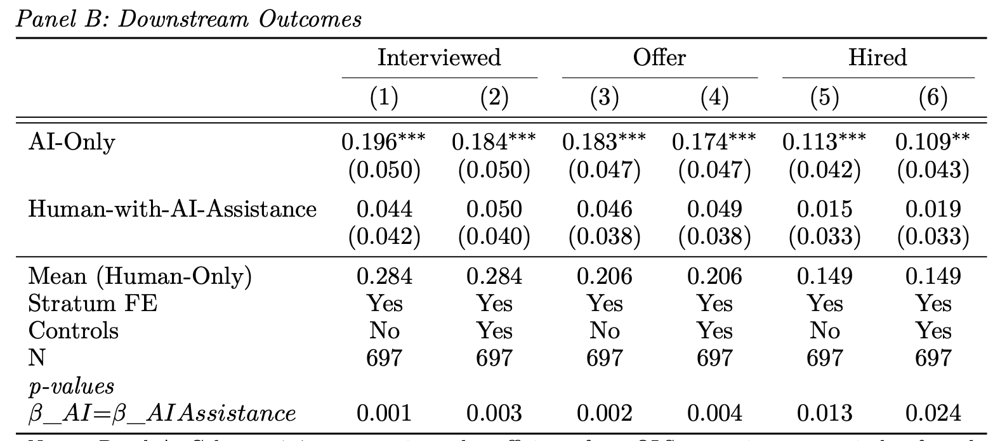 Panel B: Downstream Outcomes
Interviewed Offer Hired
(1) (2) (3) (4) (5) (6)
AI-Only 0.196*** 0.184*** 0.183*** 0.174*** 0.113*** 0.109**
(0.050) (0.050) (0.047) (0.047) (0.042) (0.043)
Human-with-AI-Assistance 0.044 0.050 0.046 0.049 0.015 0.019
(0.042) (0.040) (0.038) (0.038) (0.033) (0.033)
Mean (Human-Only) 0.284 0.284 0.206 0.206 0.149 0.149
Stratum FE Yes Yes Yes Yes Yes Yes
Controls No Yes No Yes No Yes
N 697 697 697 697 697 697
p-values
β_AI=β_AIAssistance 0.001 0.003 0.002 0.004 0.013 0.024